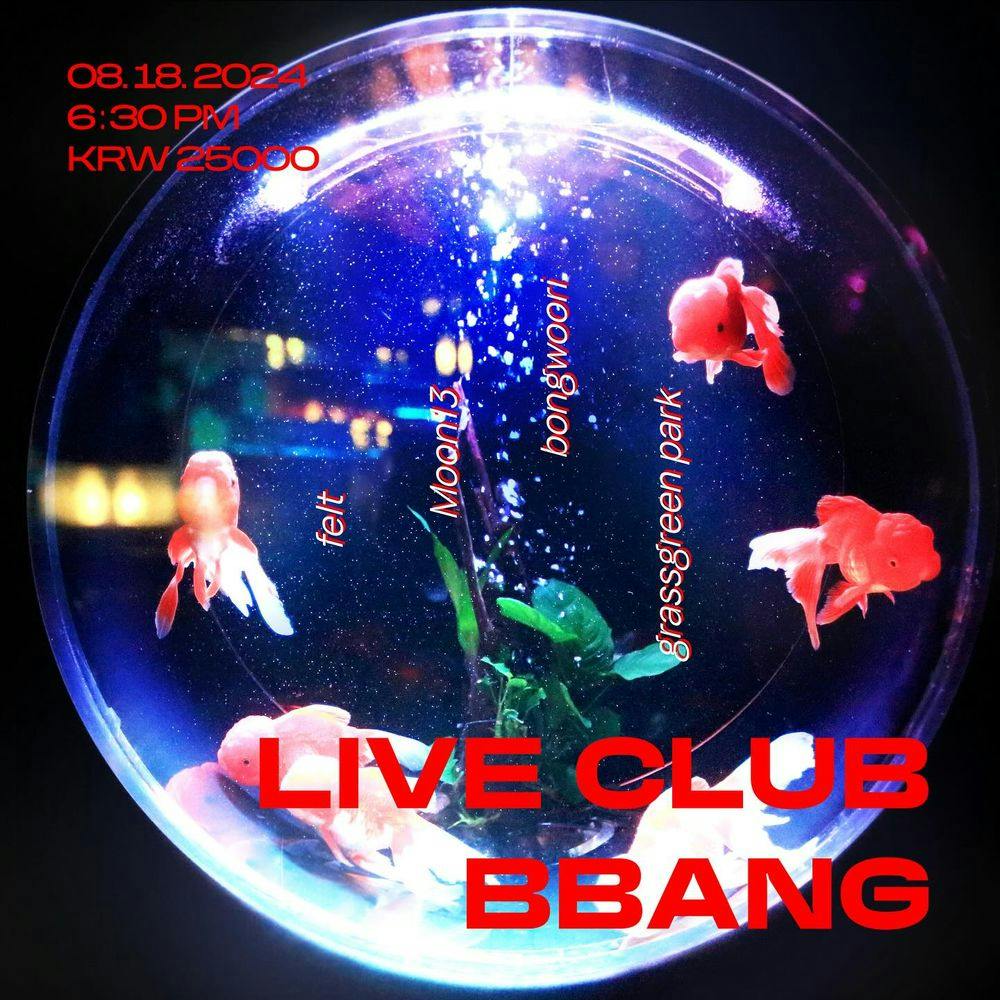 08.18.2024
6:30 PM
KRW 25000
felt
Moon13
bongwoori.
grassgreen park
LIVE CLUB
BBANG